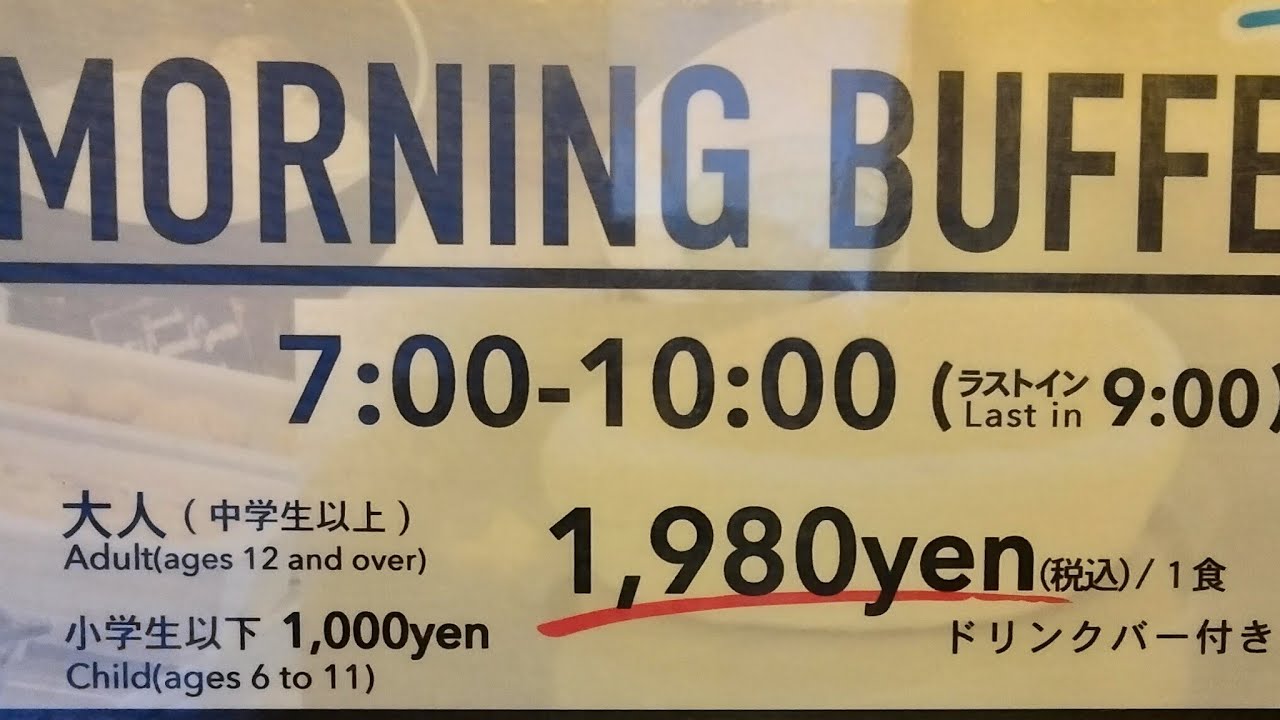 MORNING BUFFE
7:00-10:00 (ラストイン Last in 9:00)
大人 (中学生以上)
Adult(ages 12 and over)
1,980yen(税込)/1食
小学生以下 1,000yen
Child(ages 6 to 11)
ドリンクバー付き